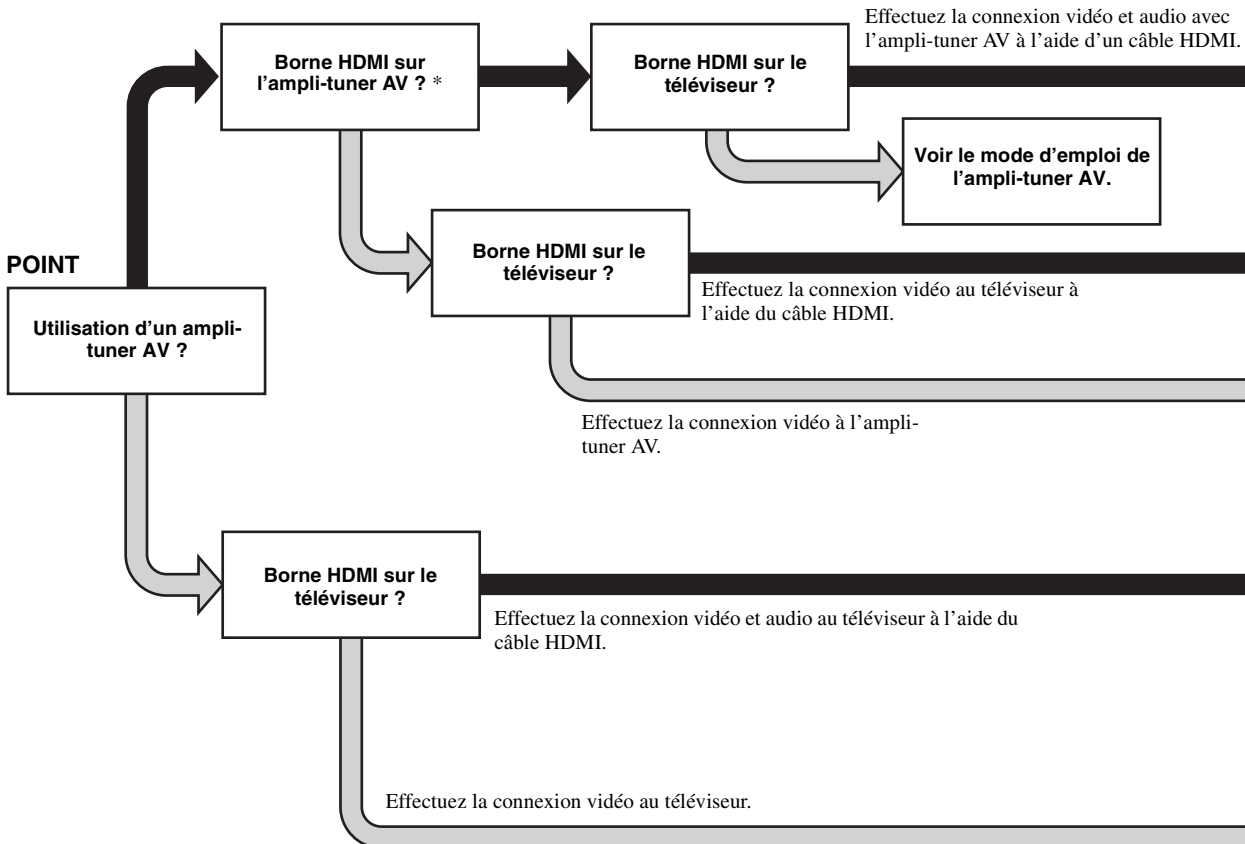 Effectuez la connexion vidéo et audio avec
l’ampli-tuner AV à l’aide d’un câble HDMI.
Borne HDMI sur
l’ampli-tuner AV ? *
Borne HDMI sur le
téléviseur ?
Voir le mode d’emploi de
l’ampli-tuner AV.
Borne HDMI sur le
téléviseur ?
POINT
Effectuez la connexion vidéo au téléviseur à
l’aide du câble HDMI.
Utilisation d’un ampli-
tuner AV ?
Effectuez la connexion vidéo à l’ampli-
tuner AV.
Borne HDMI sur le
téléviseur ?
Effectuez la connexion vidéo et audio au téléviseur à l’aide du
câble HDMI.
Effectuez la connexion vidéo au téléviseur.